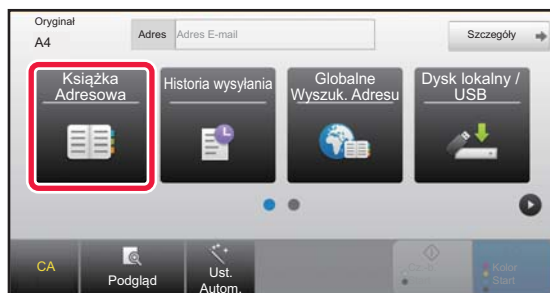 Oryginał
A4
Adres
Adres E-mail
Szczegóły
Książka
Adresowa
Historia wysyłania
Globalne
Wyszuk. Adresu
Dysk lokalny /
USB
CA
Podgląd
Ust.
Autom.
Kolor
Start